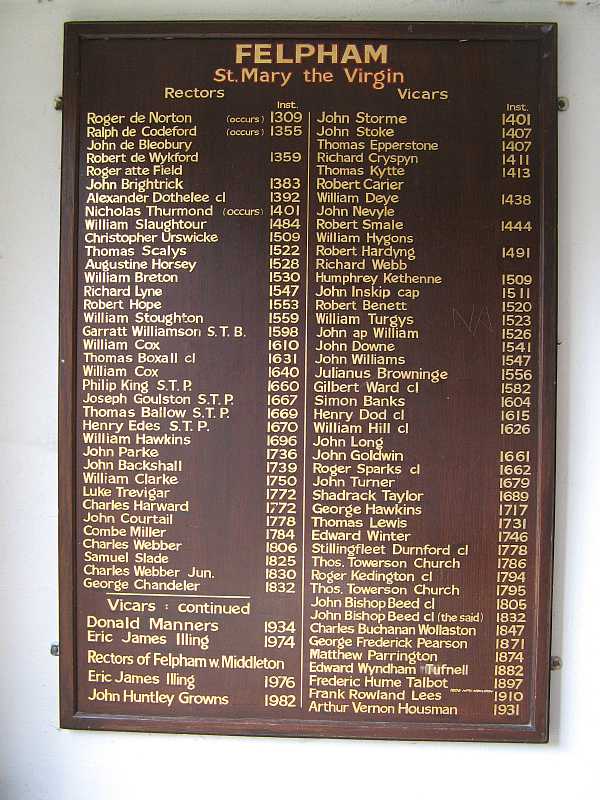 FELPHAM
St. Mary the Virgin
Rectors
Inst.
Roger de Norton (occurs) 1309
Ralph de Codeford (occurs) 1355
John de Bleobury
Robert de Wykford 1359
Roger atte Field
John Brightrick 1383
Alexander Dothelee cl 1392
Nicholas Thurmond (occurs) 1401
William Slaughtour 1484
Christopher Urswicke 1509
Thomas Scalys 1522
Augustine Horsey 1528
William Breton 1530
Richard Lyne 1547
Robert Hope 1553
William Stoughton 1559
Garratt Williamson S.T.B. 1598
William Cox 1610
Thomas Boxall cl 1631
William Cox 1640
Philip King S.T.P. 1660
Joseph Goulston S.T.P. 1667
Thomas Ballow S.T.P. 1669
Henry Edes S.T.P. 1670
William Hawkins 1696
John Parke 1736
John Backshall 1739
William Clarke 1750
Luke Trevigar 1772
Charles Harward 1772
John Courtail 1778
Combe Miller 1784
Charles Webber 1806
Samuel Slade 1825
Charles Webber Jun. 1830
George Chandeler 1832
Vicars : continued
Donald Manners 1934
Eric James Illing 1974
Rectors of Felpham w. Middleton
Eric James Illing 1976
John Huntley Growns 1982
Vicars
Inst.
John Storme 1401
John Stoke 1407
Thomas Epperstone 1407
Richard Cryspyn 1411
Thomas Kytte 1413
Robert Carier
William Deye 1438
John Nevyle
Robert Smale 1444
William Hygons
Robert Hardyng 1491
Richard Webb
Humphrey Kethenne 1509
John Inskip cap 1511
Robert Benett 1520
William Turgys 1523
John ap William 1526
John Downe 1541
John Williams 1547
Julianus Browninge 1556
Gilbert Ward cl 1582
Simon Banks 1604
Henry Dod cl 1615
William Hill cl 1626
John Long
John Goldwin 1661
Roger Sparks cl 1662
John Turner 1679
Shadrack Taylor 1689
George Hawkins 1717
Thomas Lewis 1731
Edward Winter 1746
Stillingfleet Durnford cl 1778
Thos. Towerson Church 1786
Roger Kedington cl 1794
Thos. Towerson Church 1795
John Bishop Beed cl 1805
John Bishop Beed cl (the said) 1832
Charles Buchanan Wollaston 1847
George Frederick Pearson 1871
Matthew Parrington 1874
Edward Wyndham Tufnell 1882
Frederic Hume Talbot 1897
Frank Rowland Lees 1910
Arthur Vernon Housman 1931